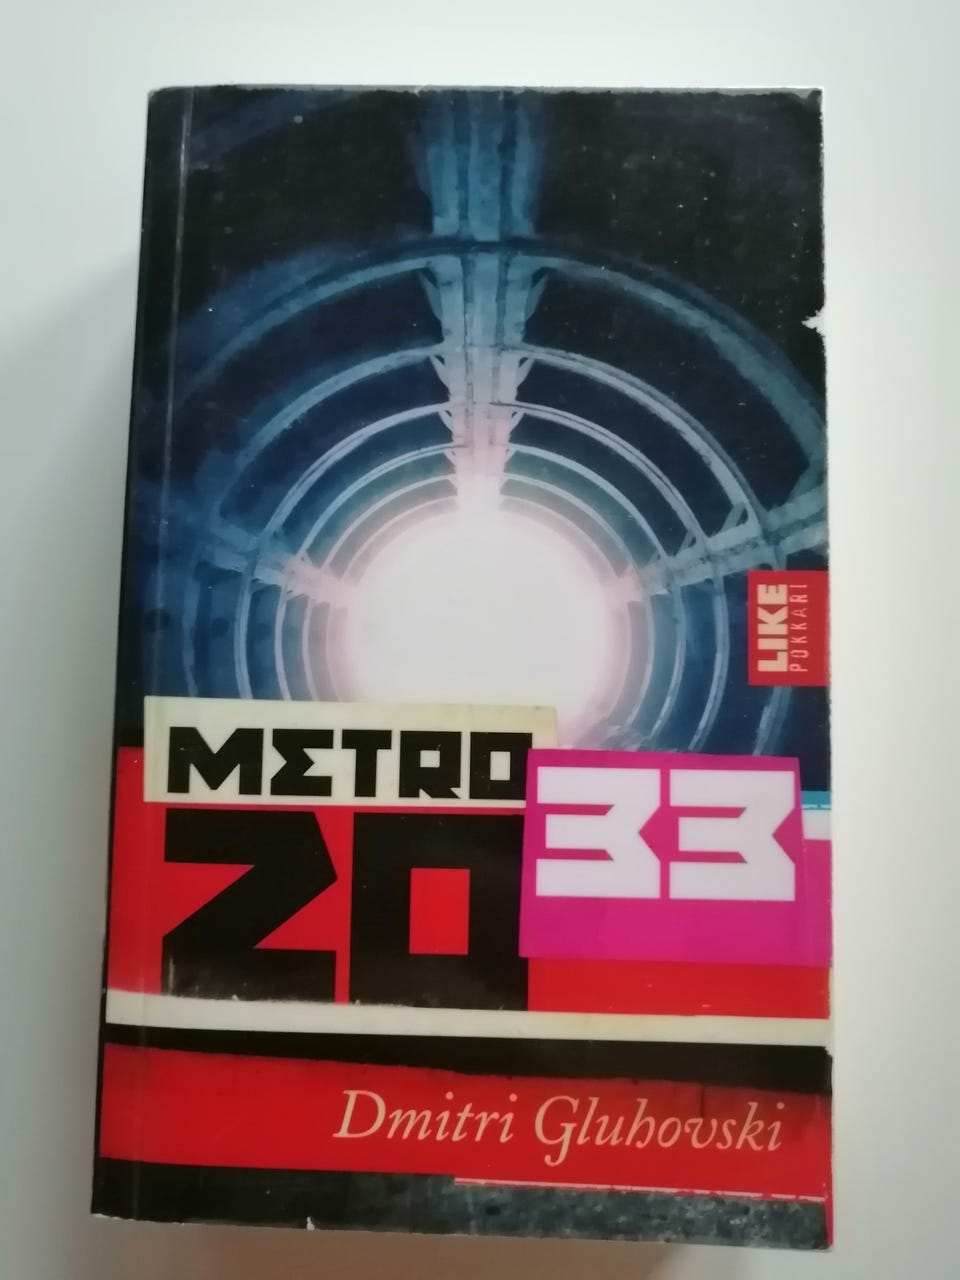 LIKE
POKKARI
METRO
2033
Dmitri Gluhovski